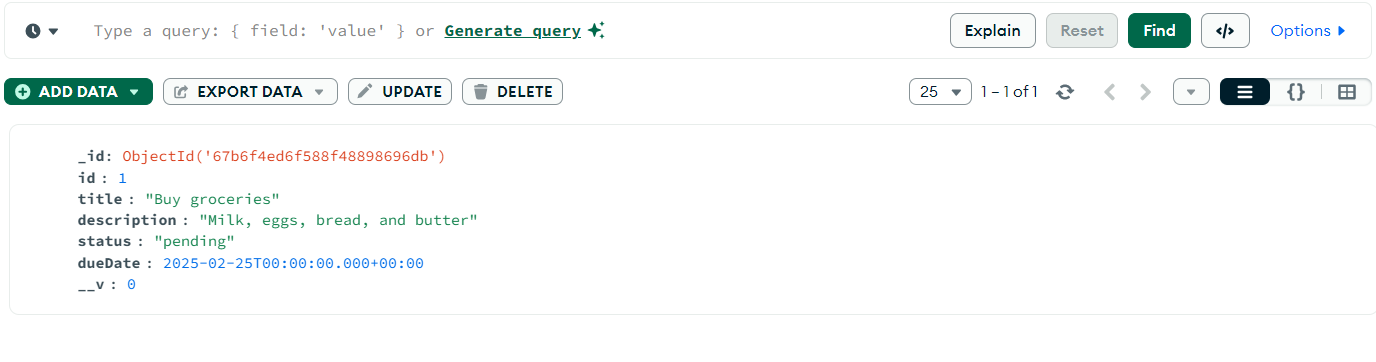 Type a query: { field: 'value' } or Generate query
Explain
Reset
Find
</>
Options
ADD DATA
EXPORT DATA
UPDATE
DELETE
25
1 – 1 of 1
{}
_id: ObjectId('67b6f4ed6f588f48898696db')
id : 1
title : "Buy groceries"
description : "Milk, eggs, bread, and butter"
status : "pending"
dueDate : 2025-02-25T00:00:00.000+00:00
__v : 0